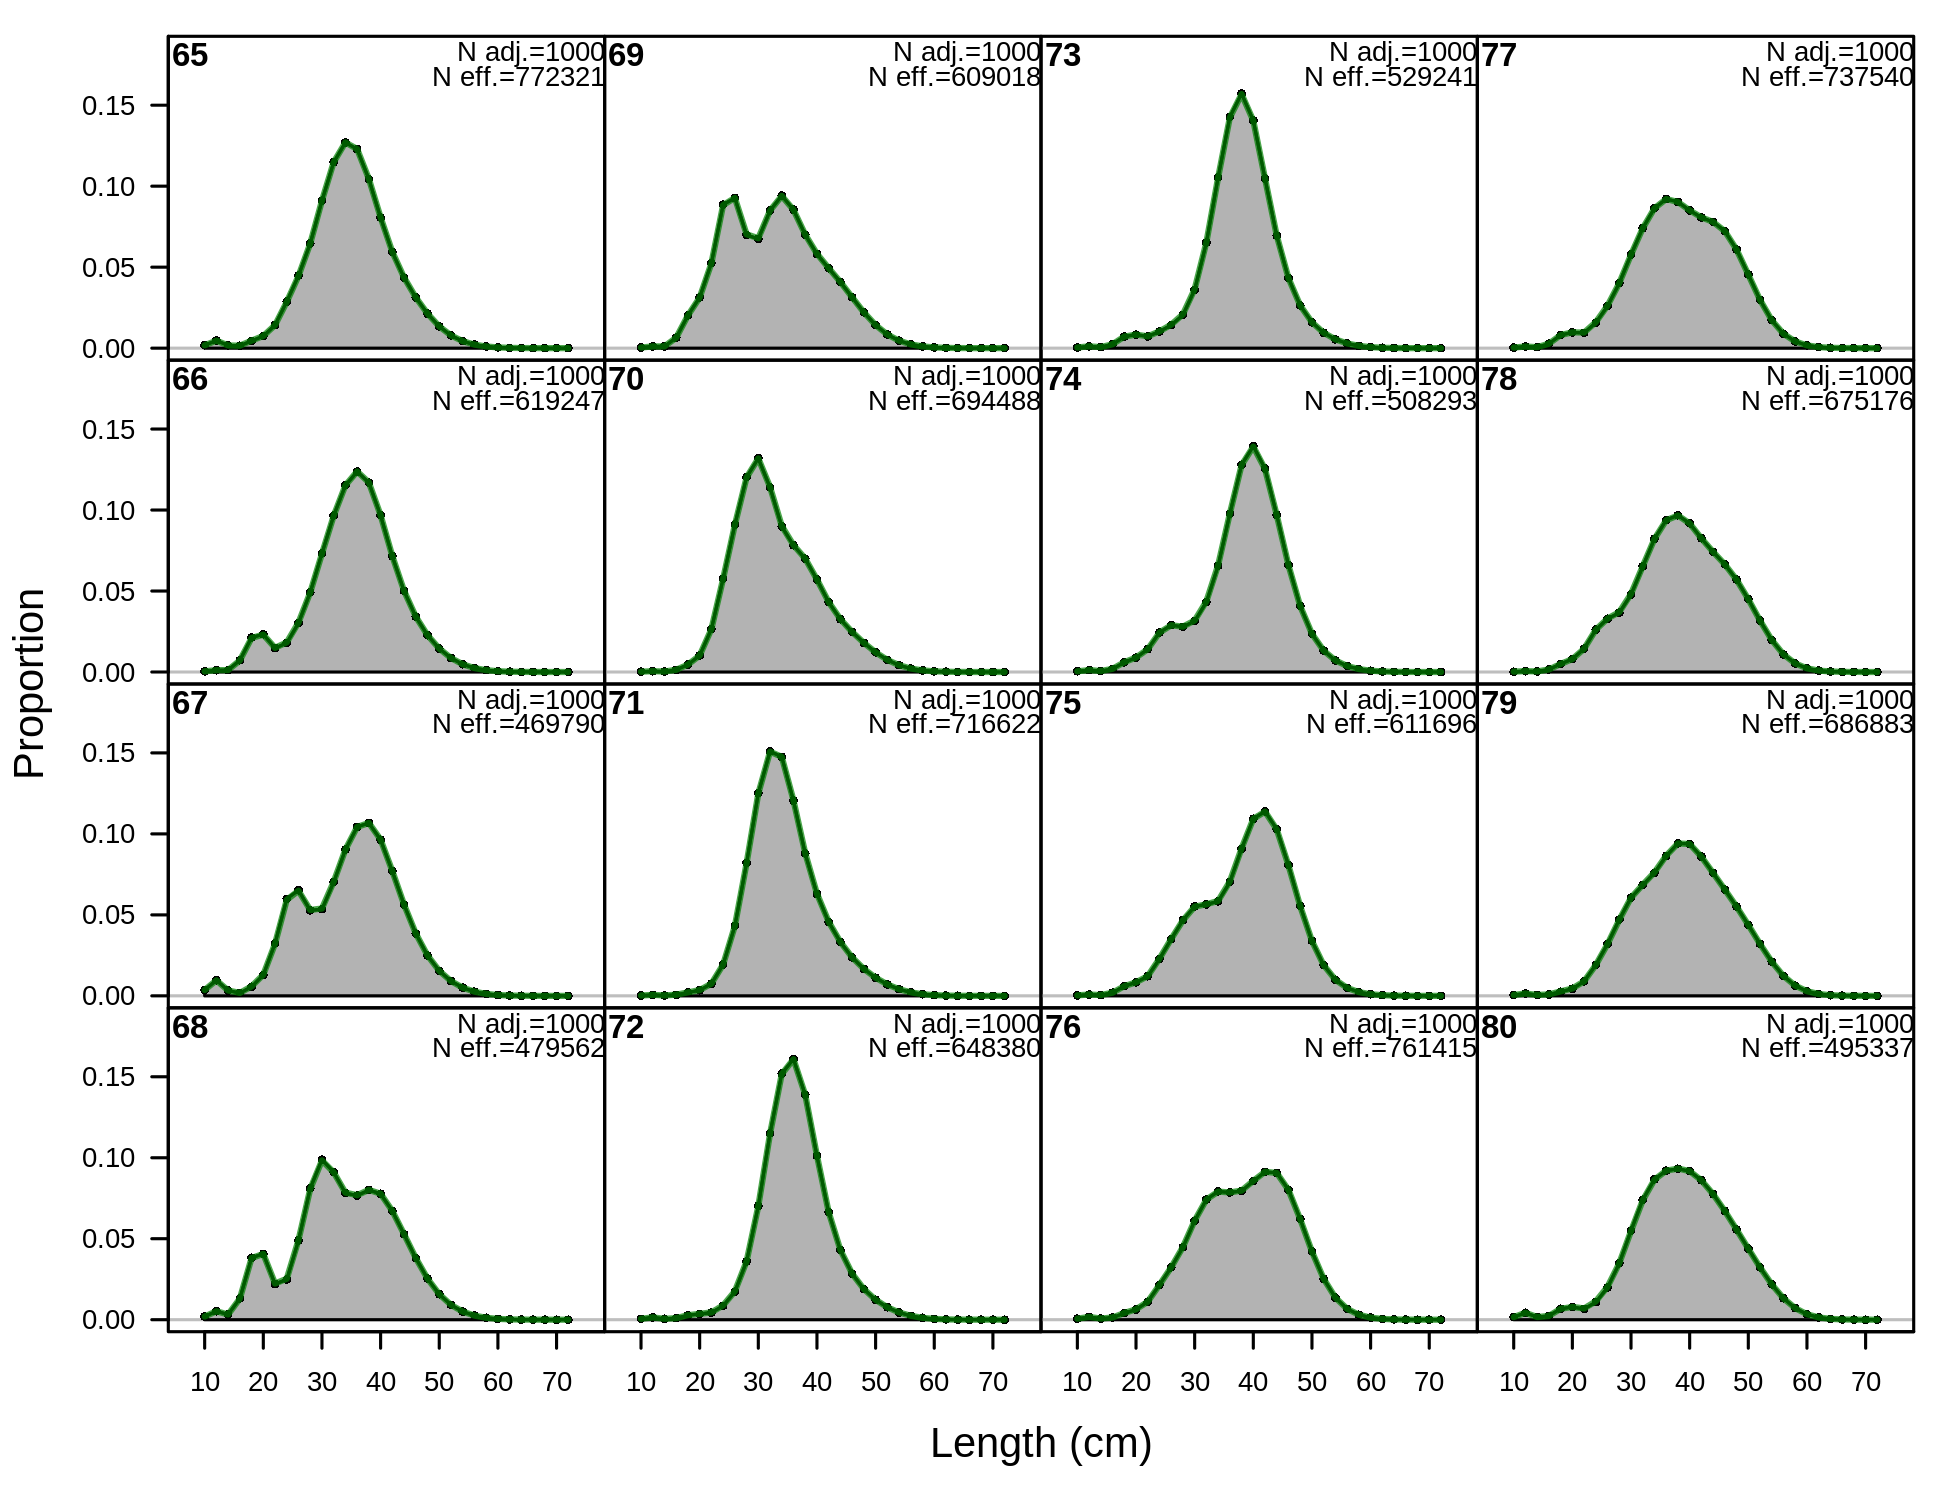 65 N adj.=1000
N eff.=772321
69 N adj.=1000
N eff.=609018
73 N adj.=1000
N eff.=529241
77 N adj.=1000
N eff.=737540
0.15
0.10
0.05
0.00
66 N adj.=1000
N eff.=619247
70 N adj.=1000
N eff.=694488
74 N adj.=1000
N eff.=508293
78 N adj.=1000
N eff.=675176
0.15
0.10
0.05
0.00
67 N adj.=1000
N eff.=469790
71 N adj.=1000
N eff.=716622
75 N adj.=1000
N eff.=611696
79 N adj.=1000
N eff.=686883
0.15
0.10
0.05
0.00
68 N adj.=1000
N eff.=479562
72 N adj.=1000
N eff.=648380
76 N adj.=1000
N eff.=761415
80 N adj.=1000
N eff.=495337
0.15
0.10
0.05
0.00
Proportion
10 20 30 40 50 60 70 10 20 30 40 50 60 70 10 20 30 40 50 60 70 10 20 30 40 50 60 70
Length (cm)